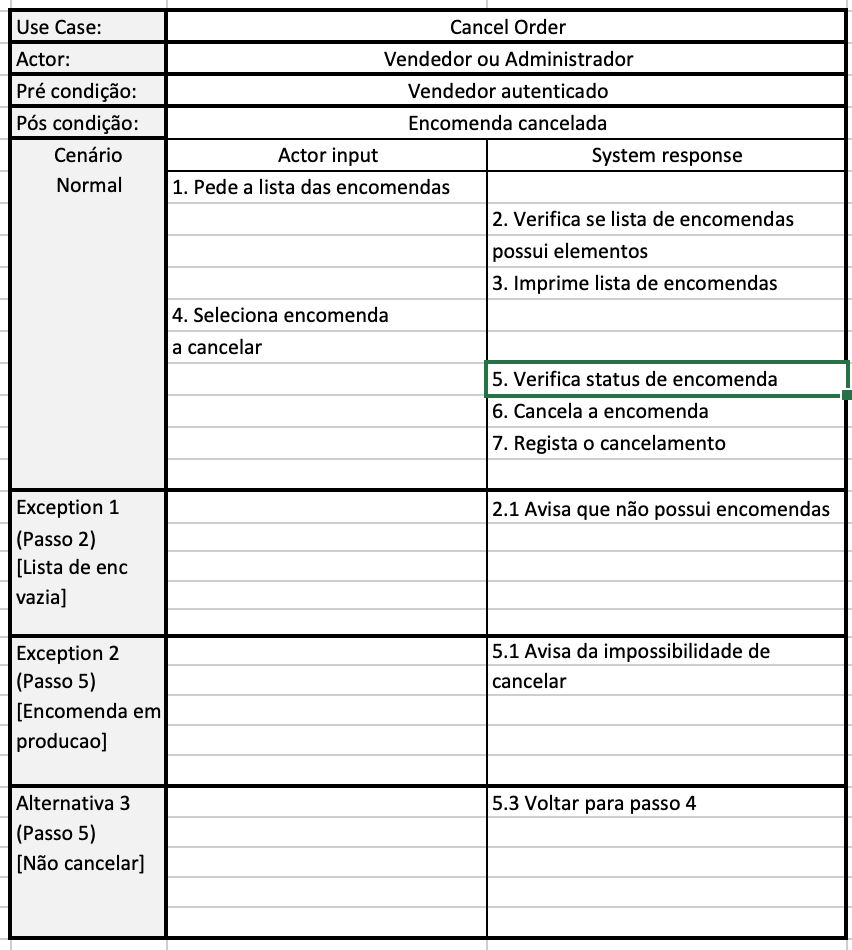 Use Case:
Cancel Order
Actor:
Vendedor ou Administrador
Pré condição:
Vendedor autenticado
Pós condição:
Encomenda cancelada
Cenário
Normal
Actor input
System response
1. Pede a lista das encomendas
2. Verifica se lista de encomendas
possui elementos
3. Imprime lista de encomendas
4. Seleciona encomenda
a cancelar
5. Verifica status de encomenda
6. Cancela a encomenda
7. Regista o cancelamento
Exception 1
(Passo 2)
[Lista de enc
vazia]
2.1 Avisa que não possui encomendas
Exception 2
(Passo 5)
[Encomenda em
producao]
5.1 Avisa da impossibilidade de
cancelar
Alternativa 3
(Passo 5)
[Não cancelar]
5.3 Voltar para passo 4